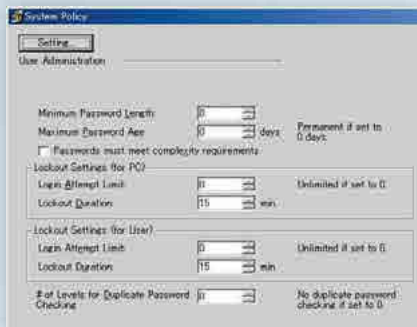 System Policy
Setting...
User Administration
Minimum Password Length: 0
Maximum Password Age 0 days Permanent if set to 0 days.
Passwords must meet complexity requirements
Lockout Settings (for PC)
Login Attempt Limit: 0 Unlimited if set to 0.
Lockout Duration: 15 min.
Lockout Settings (for User)
Login Attempt Limit: 0 Unlimited if set to 0.
Lockout Duration: 15 min
# of Levels for Duplicate Password Checking 0 No duplicate password checking if set to 0.